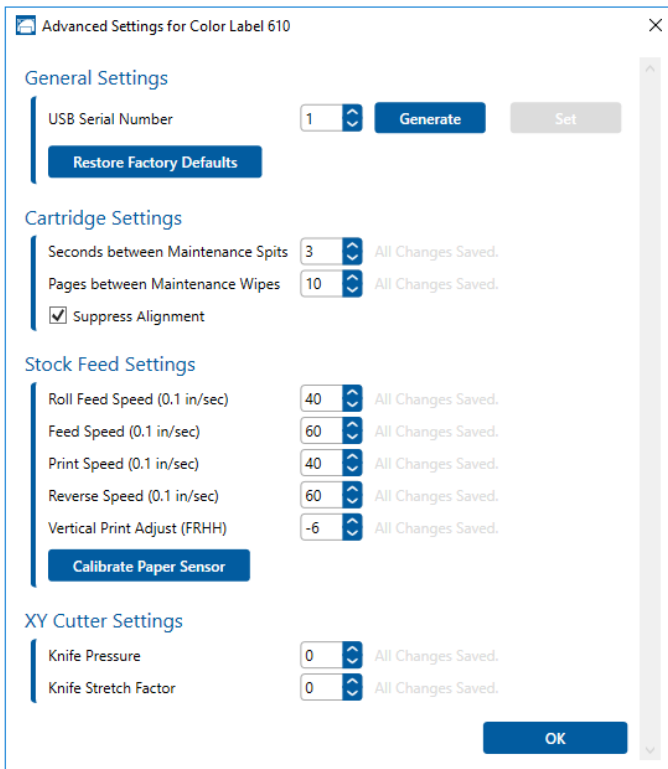 Advanced Settings for Color Label 610
General Settings
USB Serial Number 1 Generate Set
Restore Factory Defaults
Cartridge Settings
Seconds between Maintenance Spits 3 All Changes Saved.
Pages between Maintenance Wipes 10 All Changes Saved.
Suppress Alignment
Stock Feed Settings
Roll Feed Speed (0.1 in/sec) 40 All Changes Saved.
Feed Speed (0.1 in/sec) 60 All Changes Saved.
Print Speed (0.1 in/sec) 40 All Changes Saved.
Reverse Speed (0.1 in/sec) 60 All Changes Saved.
Vertical Print Adjust (FRHH) -6 All Changes Saved.
Calibrate Paper Sensor
XY Cutter Settings
Knife Pressure 0 All Changes Saved.
Knife Stretch Factor 0 All Changes Saved.
OK